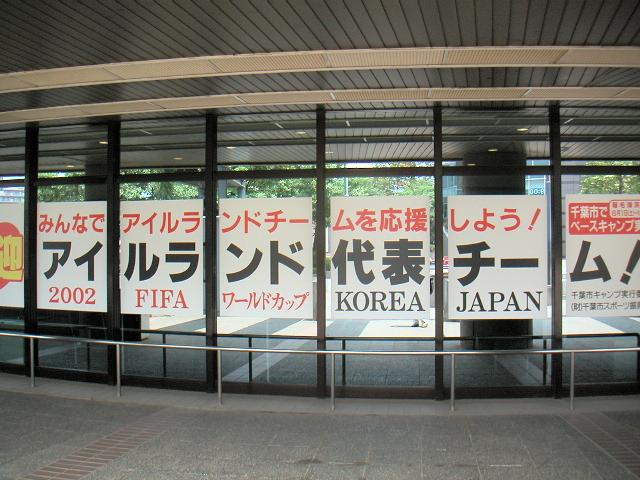 みんなでアイルランドチームを応援しよう!
アイルランド代表チーム!
2002 FIFA ワールドカップ KOREA JAPAN
千葉市で
ベースキャンプ実
千葉市キャンプ実行委
(財)千葉市スポーツ振
迎